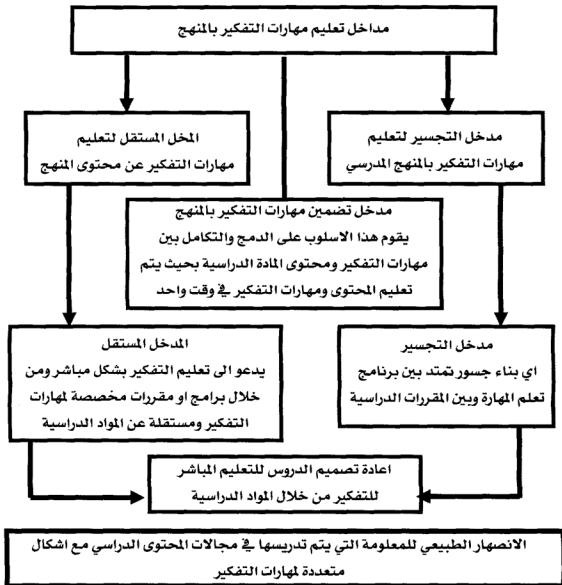 مداخل تعليم مهارات التفكير بالمنهج
مدخل التجسير لتعليم
مهارات التفكير بالمنهج المدرسي
المخل المستقل لتعليم
مهارات التفكير عن محتوى المنهج
مدخل تضمين مهارات التفكير بالمنهج
يقوم هذا الاسلوب على الدمج والتكامل بين
مهارات التفكير ومحتوى المادة الدراسية بحيث يتم
تعليم المحتوى ومهارات التفكير في وقت واحد
مدخل التجسير
اي بناء جسور تمتد بين برنامج
تعلم المهارة وبين المقررات الدراسية
المدخل المستقل
يدعو الى تعليم التفكير بشكل مباشر ومن
خلال برامج او مقررات مخصصة لمهارات
التفكير ومستقلة عن المواد الدراسية
اعادة تصميم الدروس للتعليم المباشر
للتفكير من خلال المواد الدراسية
الانصهار الطبيعي للمعلومة التي يتم تدريسها في مجالات المحتوى الدراسي مع اشكال
متعددة لمهارات التفكير